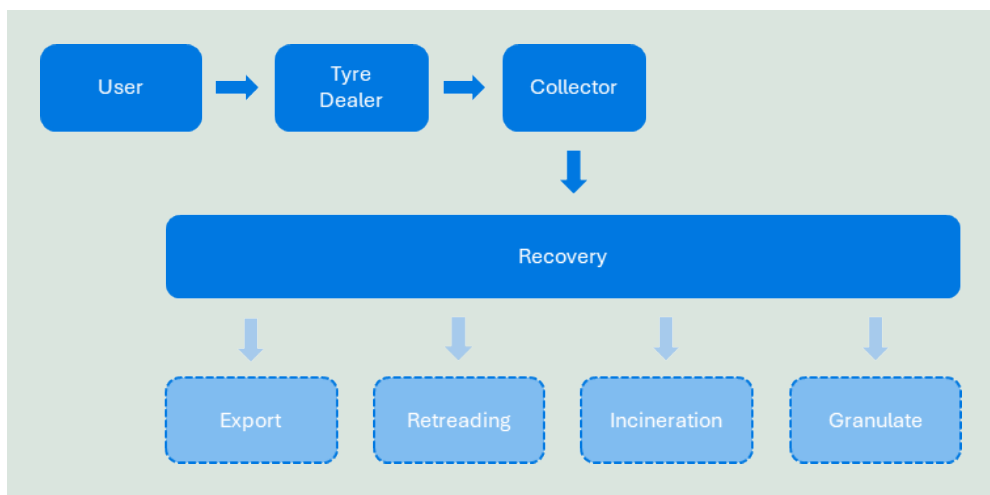 User
Tyre
Dealer
Collector
Recovery
Export
Retreading
Incineration
Granulate